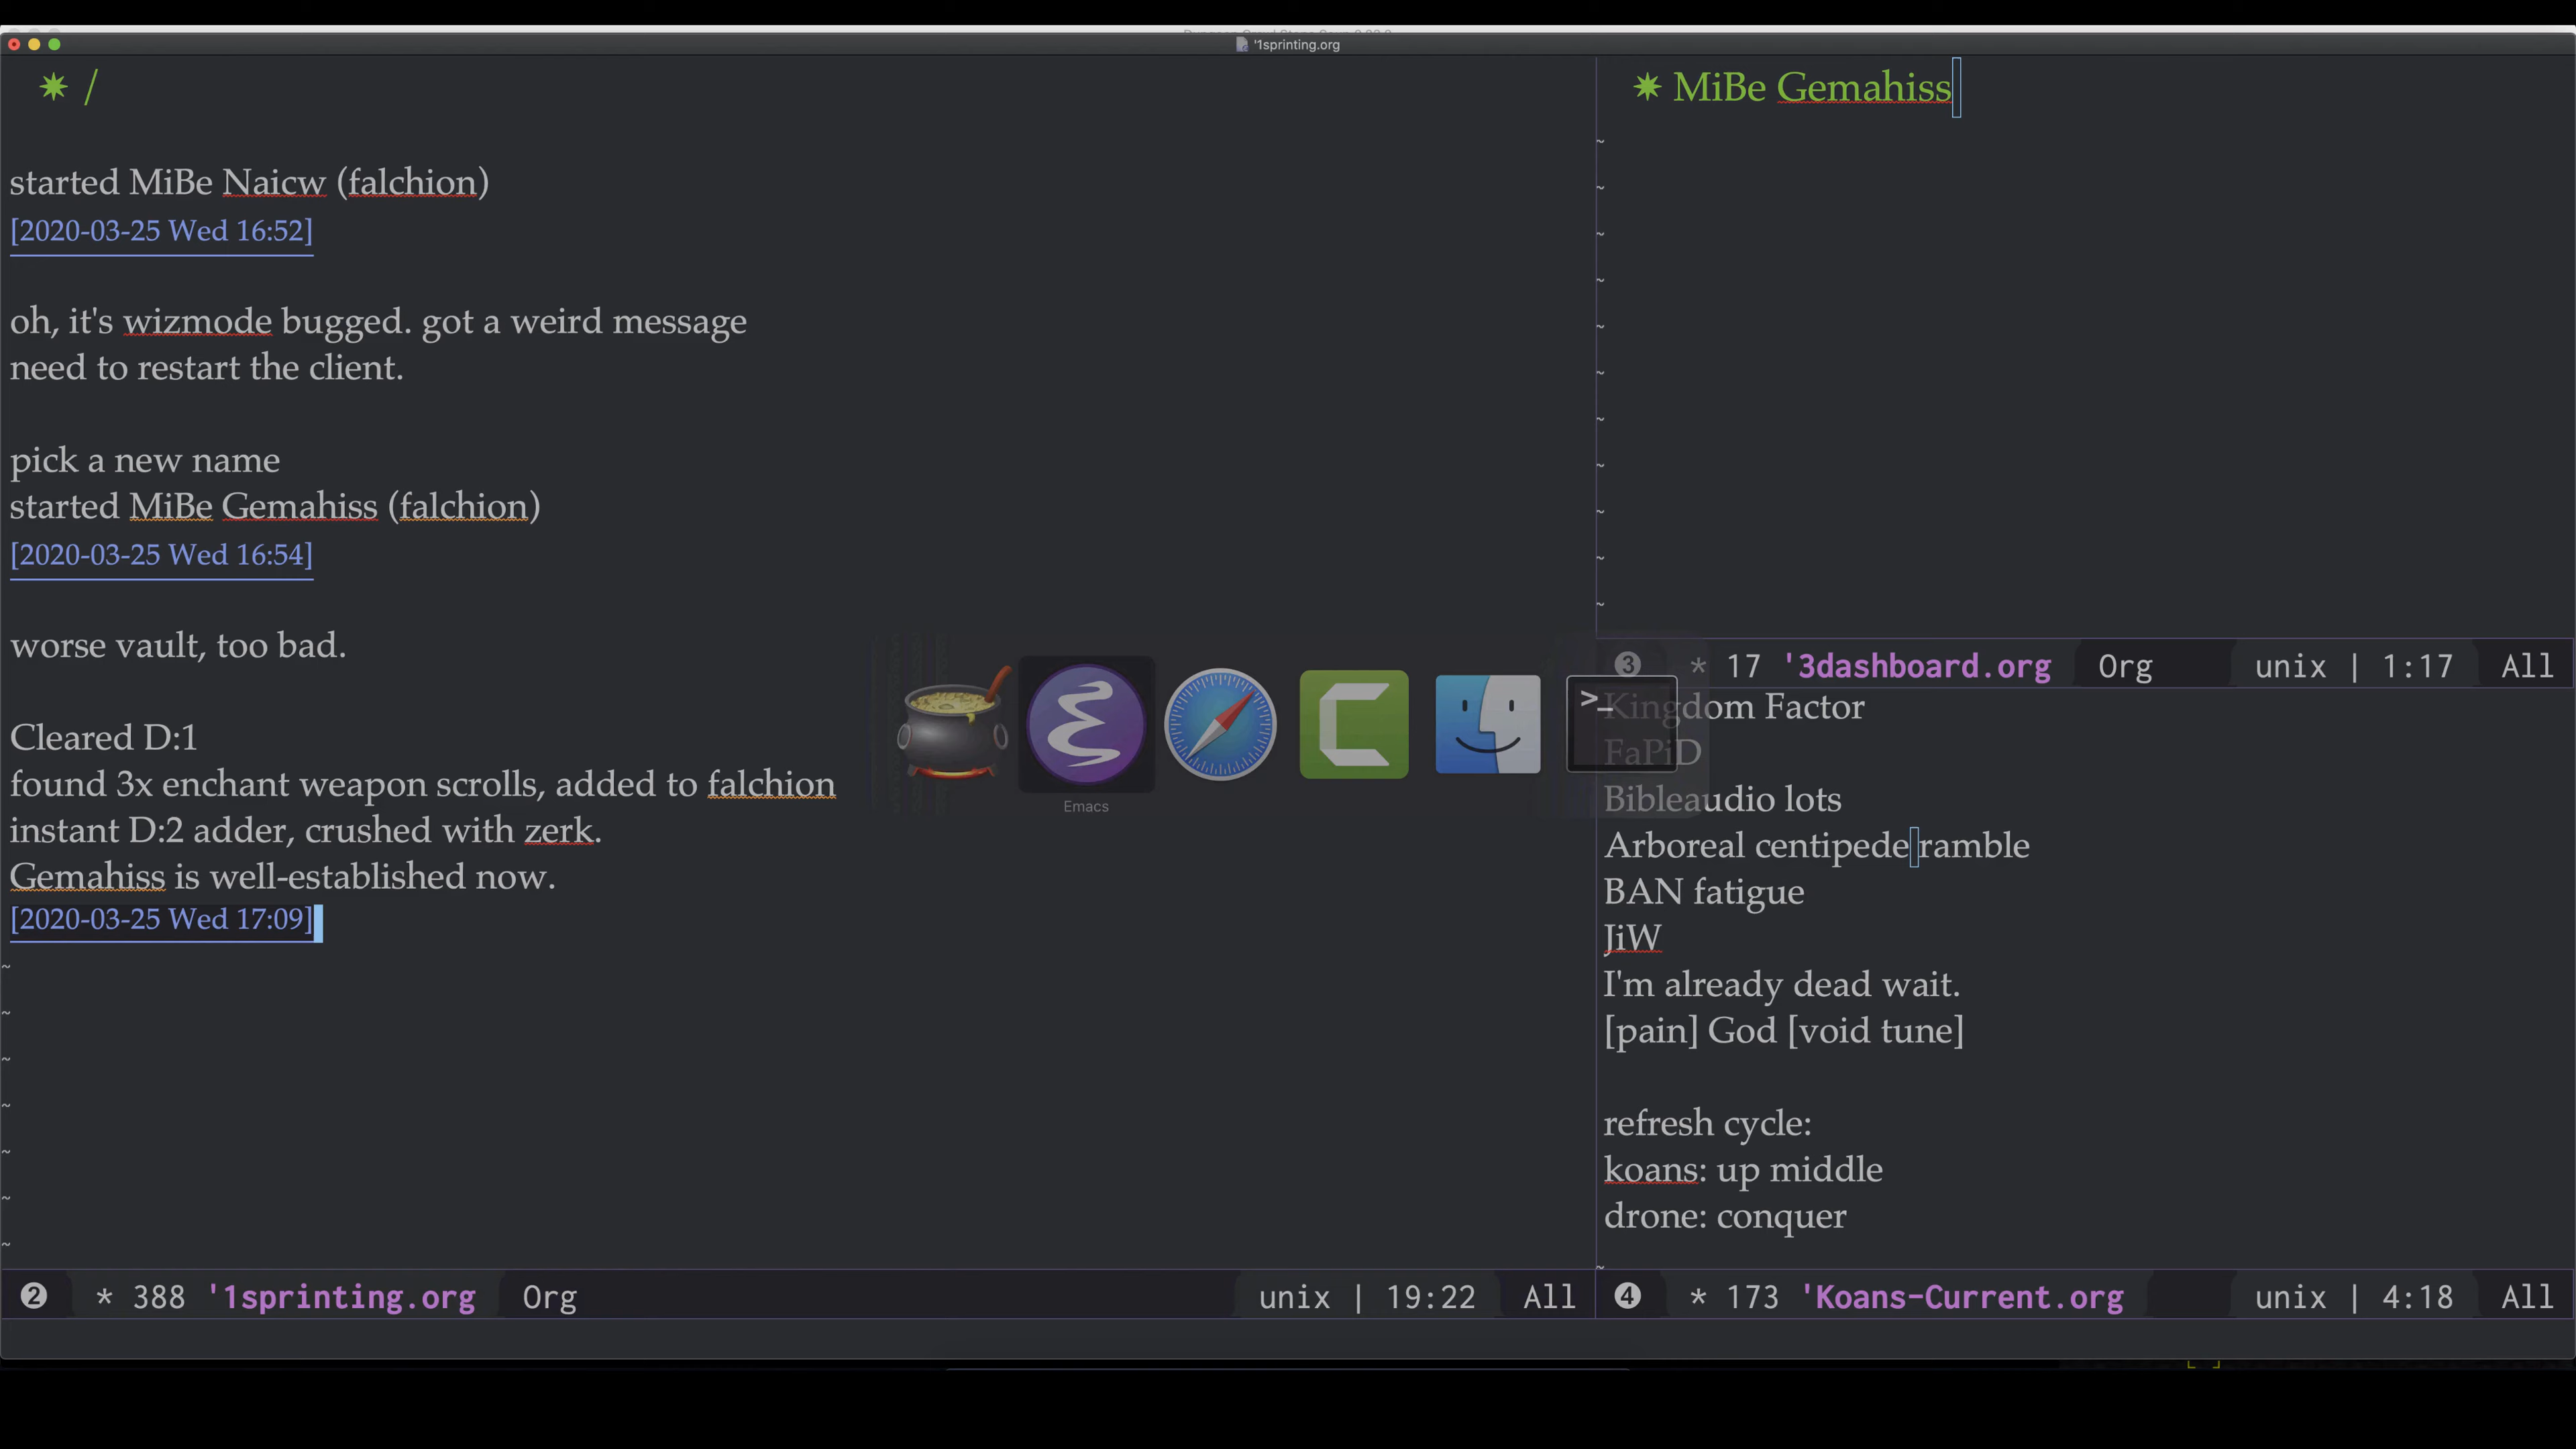 '1sprinting.org
/
started MiBe Naicw (falchion)
[2020-03-25 Wed 16:52]
oh, it's wizmode bugged. got a weird message
need to restart the client.
pick a new name
started MiBe Gemahiss (falchion)
[2020-03-25 Wed 16:54]
worse vault, too bad.
Cleared D:1
found 3x enchant weapon scrolls, added to falchion
instant D:2 adder, crushed with zerk.
Gemahiss is well-established now.
[2020-03-25 Wed 17:09]
2 * 388 '1sprinting.org Org unix | 19:22 All
MiBe Gemahiss
3 * 17 '3dashboard.org Org unix | 1:17 All
Kingdom Factor
FaPiD
Bibleaudio lots
Arboreal centipede ramble
BAN fatigue
JiW
I'm already dead wait.
[pain] God [void tune]
refresh cycle:
koans: up middle
drone: conquer
4 * 173 'Koans-Current.org unix | 4:18 All
Emacs
>_